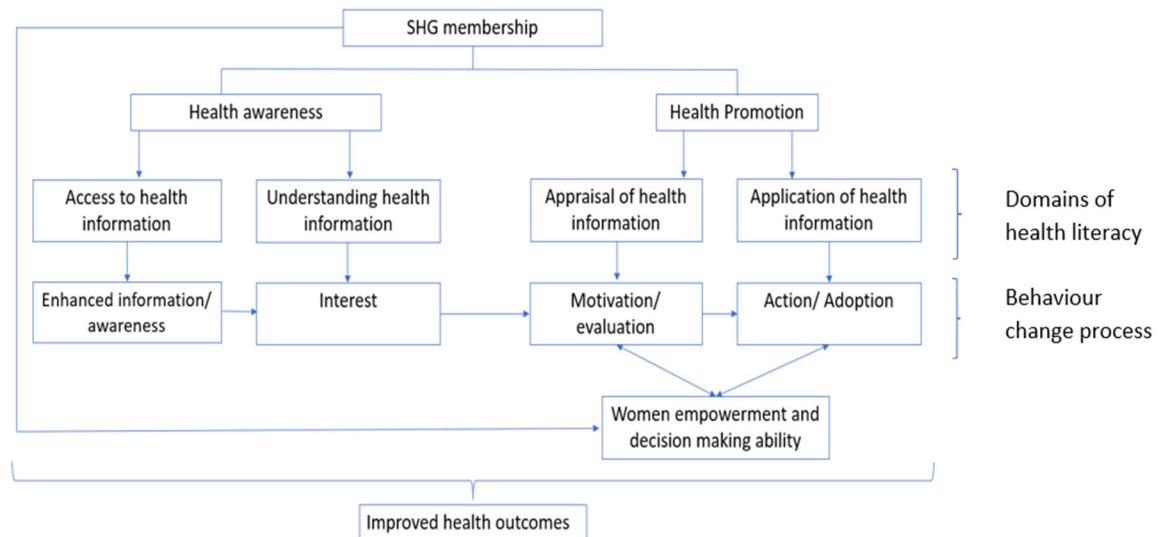 SHG membership
Health awareness
Health Promotion
Access to health
information
Understanding health
information
Appraisal of health
information
Application of health
information
Domains of
health literacy
Enhanced information/
awareness
Interest
Motivation/
evaluation
Action/ Adoption
Behaviour
change process
Women empowerment and
decision making ability
Improved health outcomes